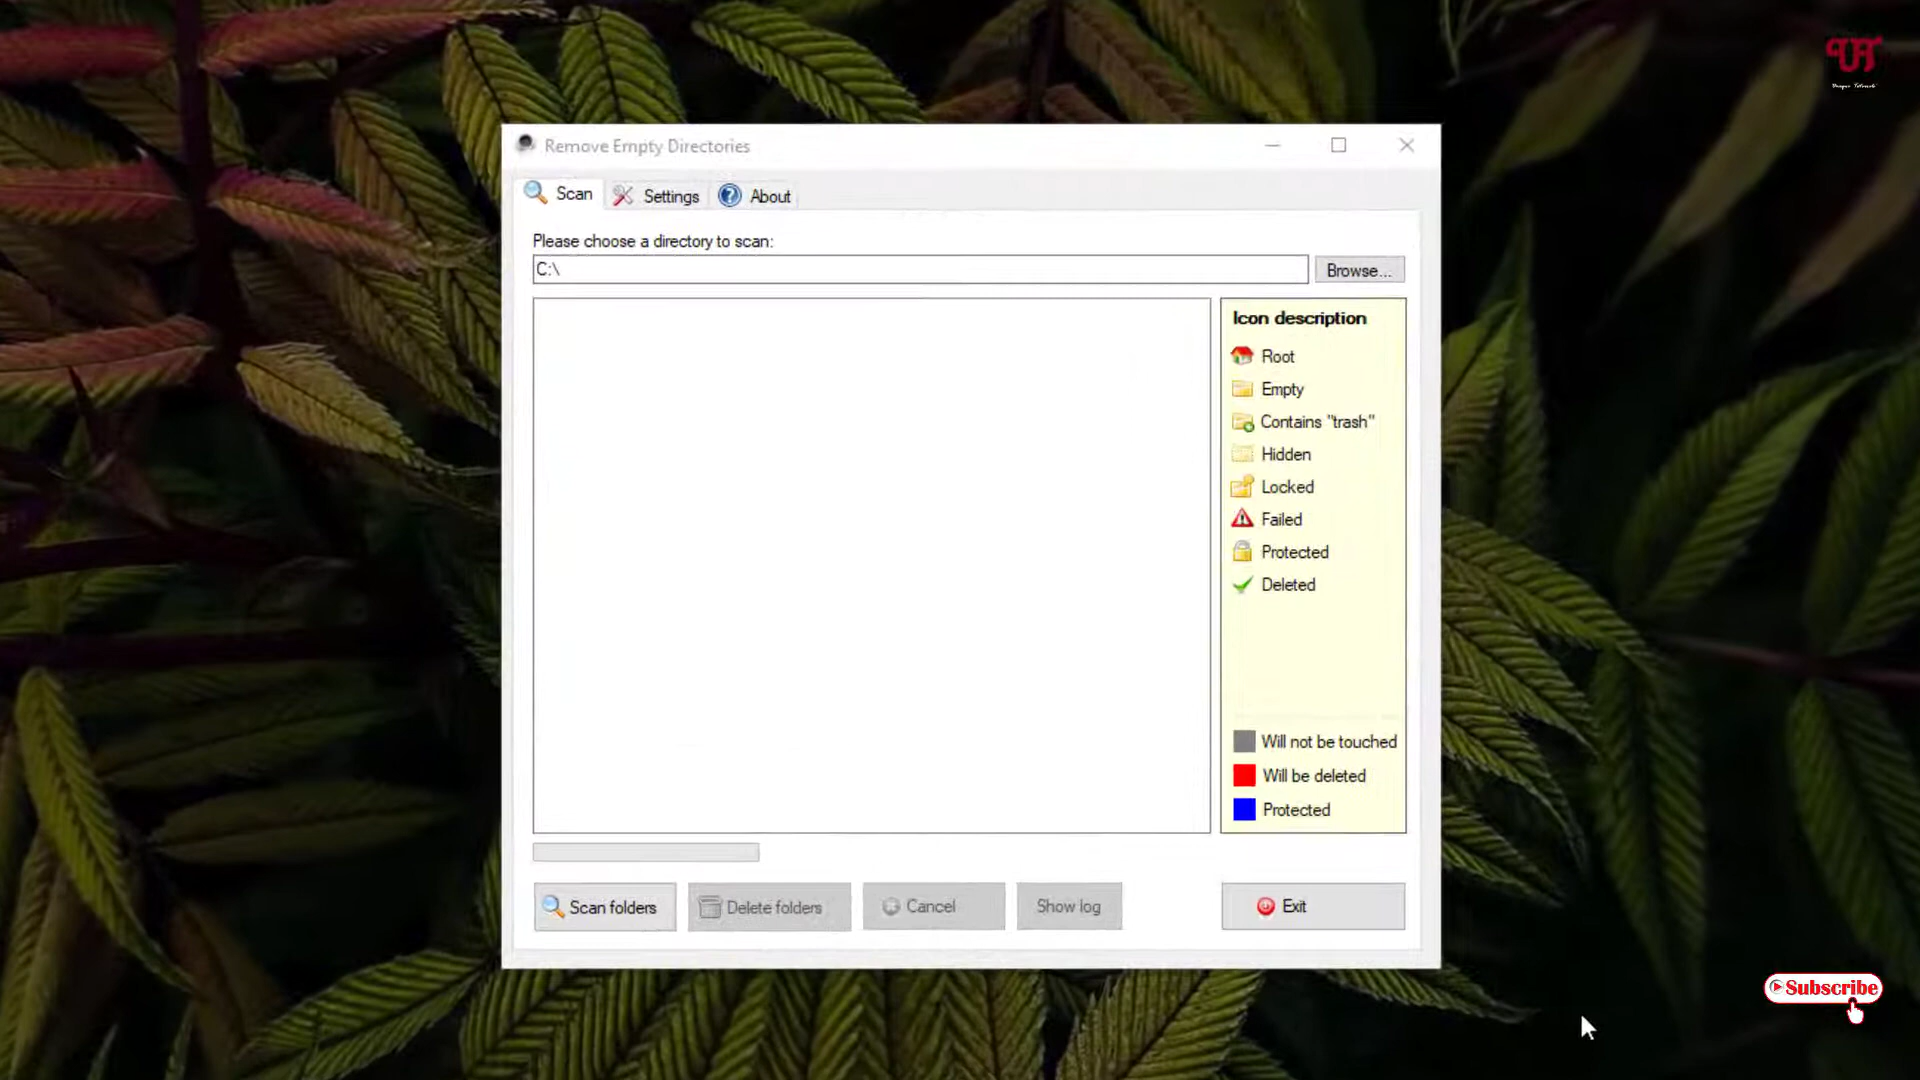 Remove Empty Directories
Scan
Settings
About
Please choose a directory to scan:
C:\
Browse...
Icon description
Root
Empty
Contains "trash"
Hidden
Locked
Failed
Protected
Deleted
Will not be touched
Will be deleted
Protected
Scan folders
Delete folders
Cancel
Show log
Exit
Subscribe